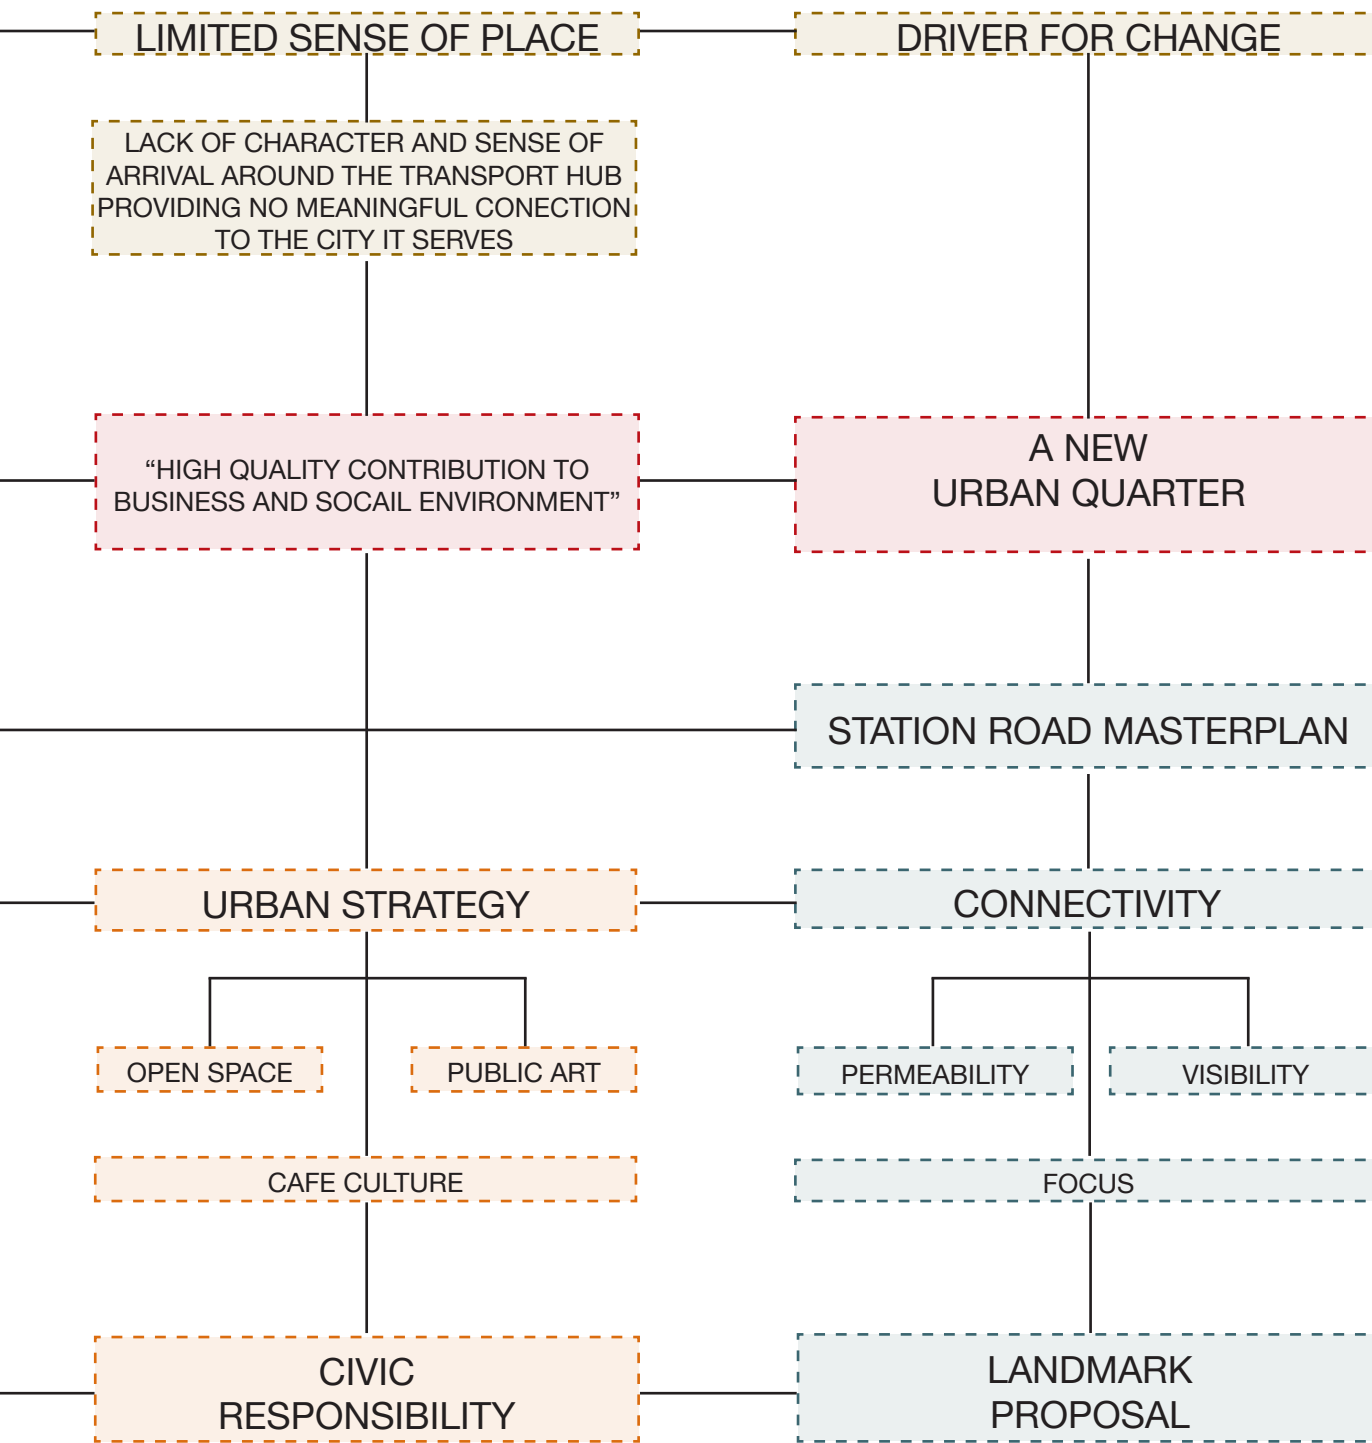 LIMITED SENSE OF PLACE
DRIVER FOR CHANGE
LACK OF CHARACTER AND SENSE OF
ARRIVAL AROUND THE TRANSPORT HUB
PROVIDING NO MEANINGFUL CONECTION
TO THE CITY IT SERVES
“HIGH QUALITY CONTRIBUTION TO
BUSINESS AND SOCAIL ENVIRONMENT”
A NEW
URBAN QUARTER
STATION ROAD MASTERPLAN
URBAN STRATEGY
CONNECTIVITY
OPEN SPACE
PUBLIC ART
PERMEABILITY
VISIBILITY
CAFE CULTURE
FOCUS
CIVIC
RESPONSIBILITY
LANDMARK
PROPOSAL